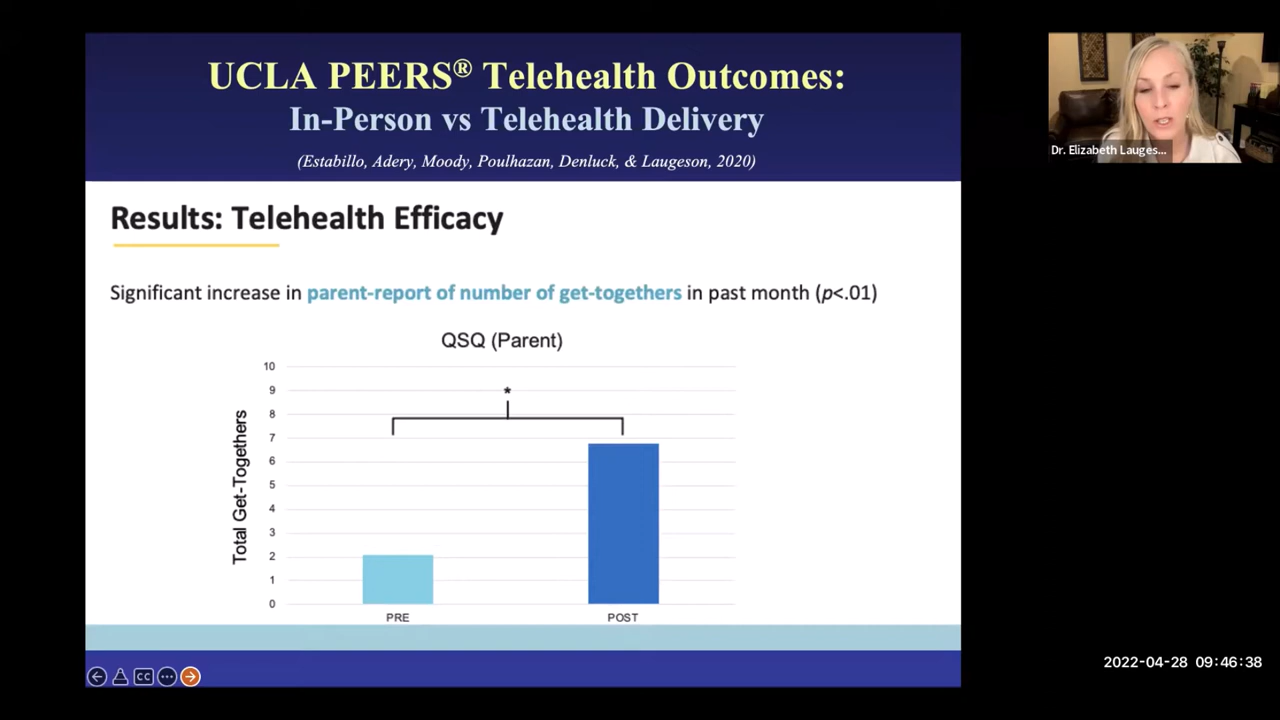 UCLA PEERS® Telehealth Outcomes:
In-Person vs Telehealth Delivery
(Estabillo, Adery, Moody, Poulhazan, Denluck, & Laugeson, 2020)
Results: Telehealth Efficacy
Significant increase in parent-report of number of get-togethers in past month (p<.01)
QSQ (Parent)
Total Get-Togethers
10
9
8
7
6
5
4
3
2
1
0
*
PRE
POST
CC
Dr. Elizabeth Lauges...
2022-04-28 09:46:38